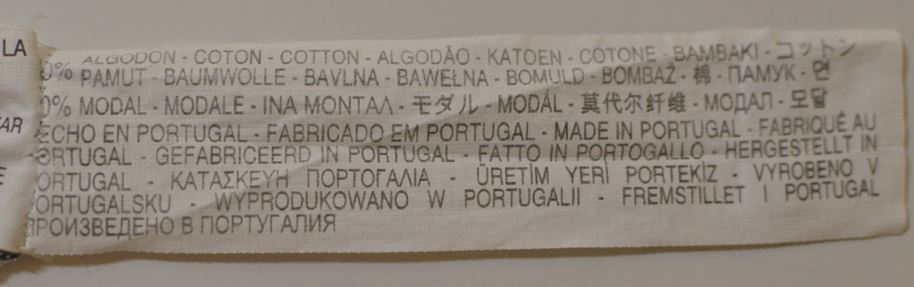 LA
0% ALGODON - COTON - COTTON - ALGODÃO - KATOEN - COTONE - BAMBAKI - コットン
PAMUT - BAUMWOLLE - BAVLNA - BAWEŁNA - BOMULD - BOMBAŽ - 棉 - ПАМУК - 면
0% MODAL - MODALE - INA MONTAΛ - モダル - MODÁL - 莫代尔纤维 - МОДАЛ - 모달
ECHO EN PORTUGAL - FABRICADO EM PORTUGAL - MADE IN PORTUGAL - FABRIQUÉ AU
ORTUGAL - GEFABRICEERD IN PORTUGAL - FATTO IN PORTOGALLO - HERGESTELLT IN
ORTUGAL - ΚΑΤΑΣΚΕΥΗ ΠΟΡΤΟΓΑΛΙΑ - ÜRETİM YERİ PORTEKİZ - VYROBENO V
ORTUGALSKU - WYPRODUKOWANO W PORTUGALII - FREMSTILLET I PORTUGAL
РОИЗВЕДЕНО В ПОРТУГАЛИЯ